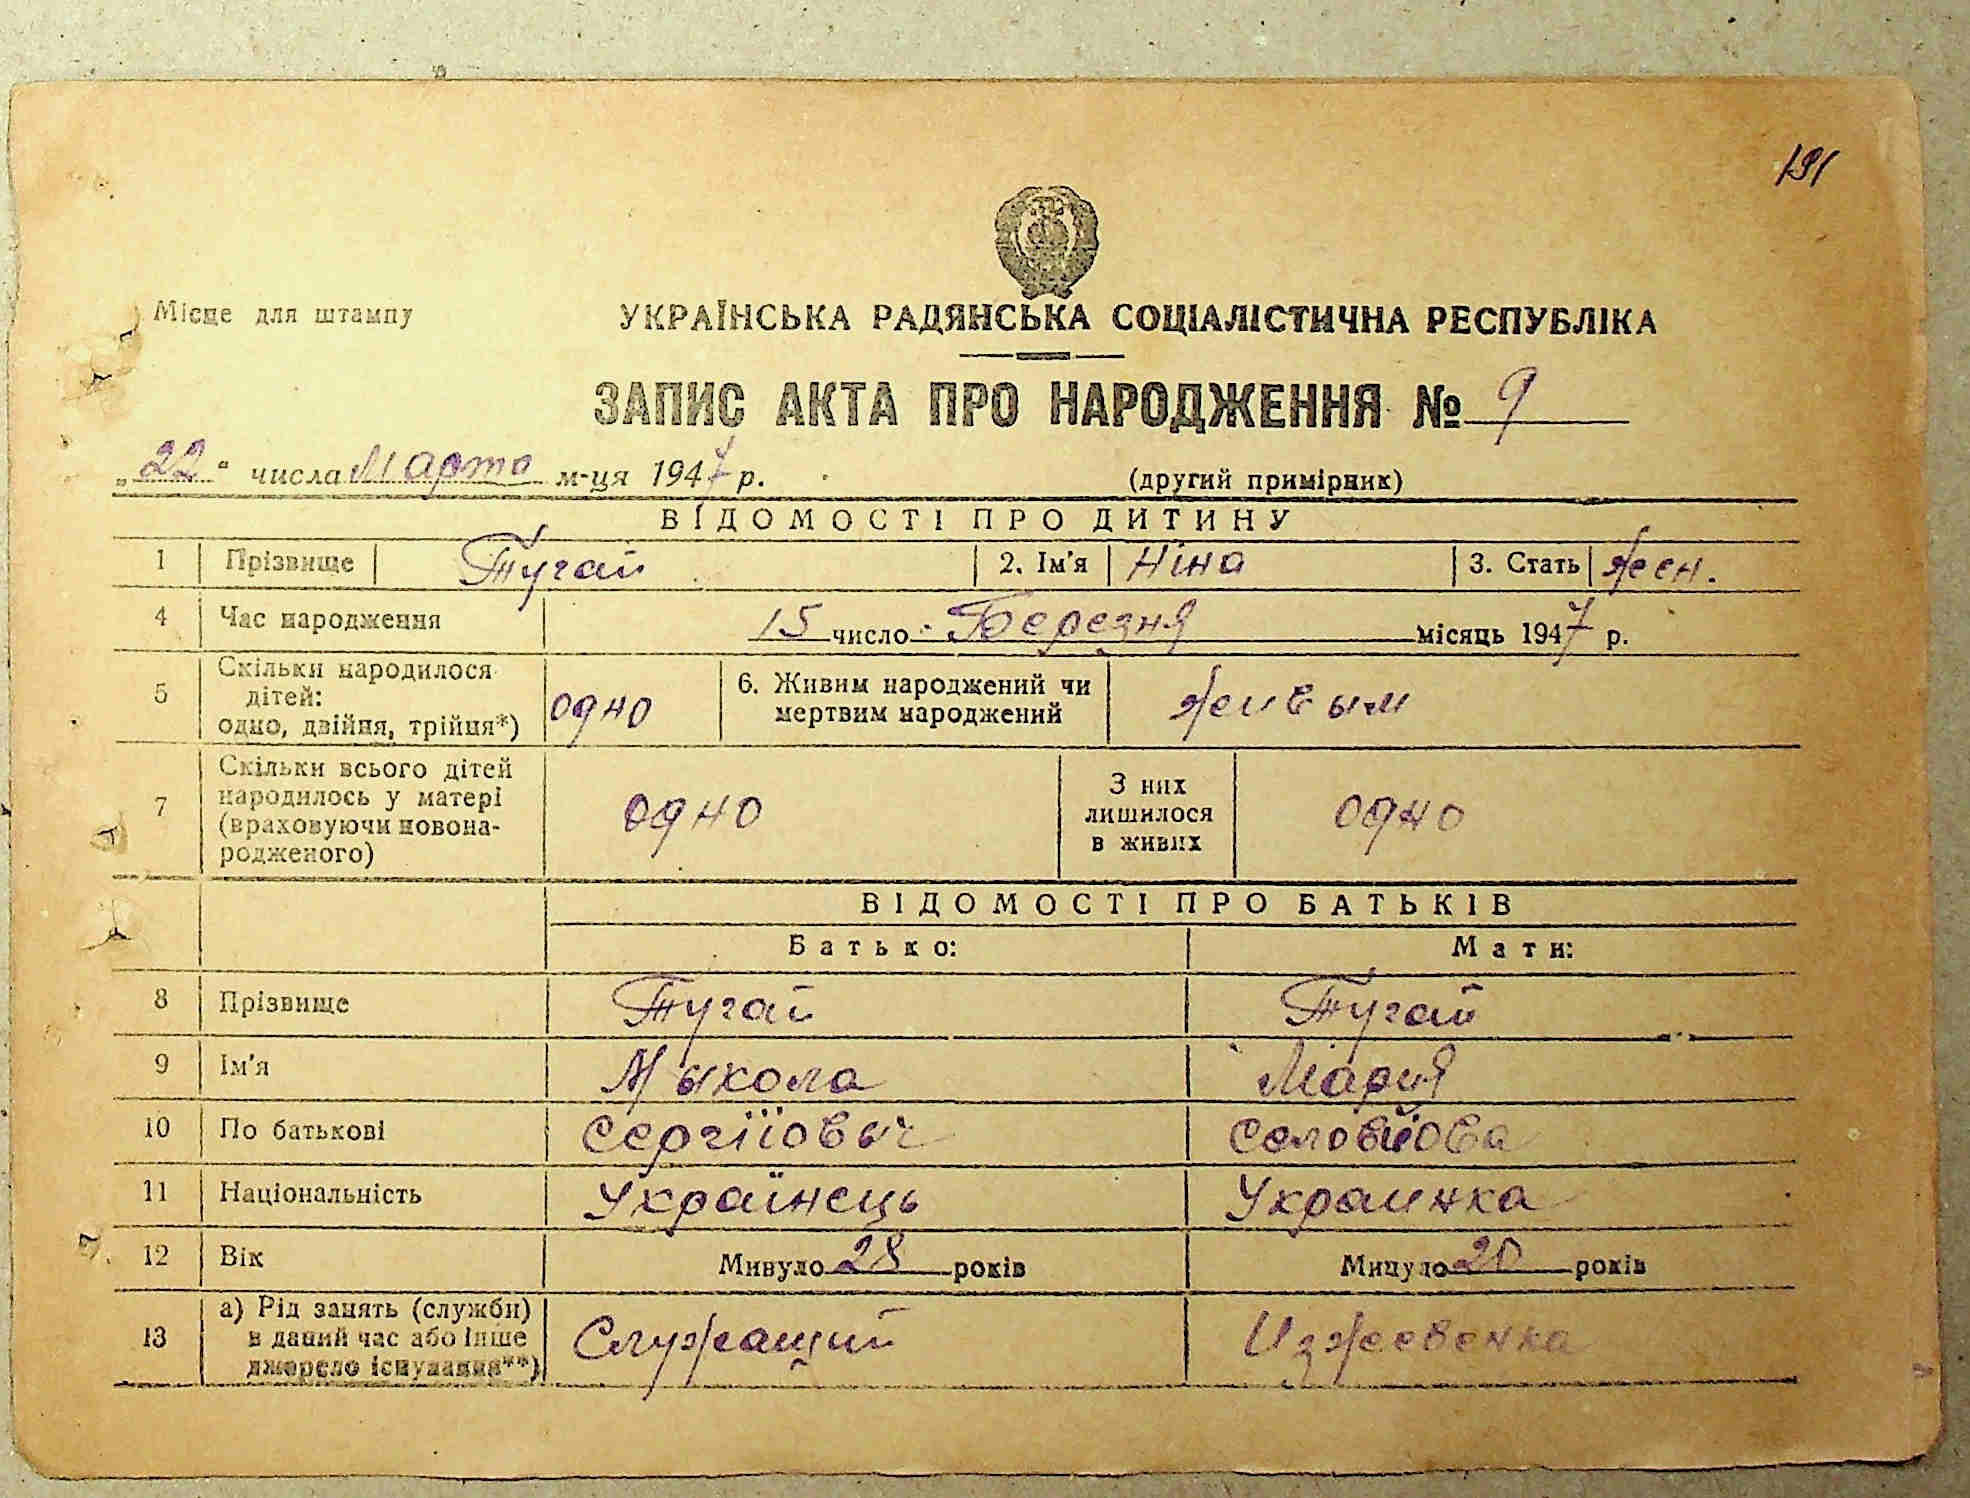 191
Місце для штампу
УКРАЇНСЬКА РАДЯНСЬКА СОЦІАЛІСТИЧНА РЕСПУБЛІКА
ЗАПИС АКТА ПРО НАРОДЖЕННЯ № 9
„22" числа Марта м-ця 1947 р. (другий примірник)
ВІДОМОСТІ ПРО ДИТИНУ
1 Прізвище Тугай 2. Ім'я Ніна 3. Стать жен.
4 Час народження 15 число Березня місяць 1947 р.
5 Скільки народилося дітей: одно, двійня, трійня*) одно 6. Живим народжений чи мертвим народжений живым
7 Скільки всього дітей народилось у матері (враховуючи новонародженого) одно З них лишилося в живих одно
ВІДОМОСТІ ПРО БАТЬКІВ
Батько: Мати:
8 Прізвище Тугай Тугай
9 Ім'я Мыкола Мария
10 По батькові Сергіїовыч
11 Національність Українець Украинка
12 Вік Минуло 28 років Минуло 20 років
13 а) Рід занять (служби) в даний час або інше джерело існування**) Служащий Изжевенка